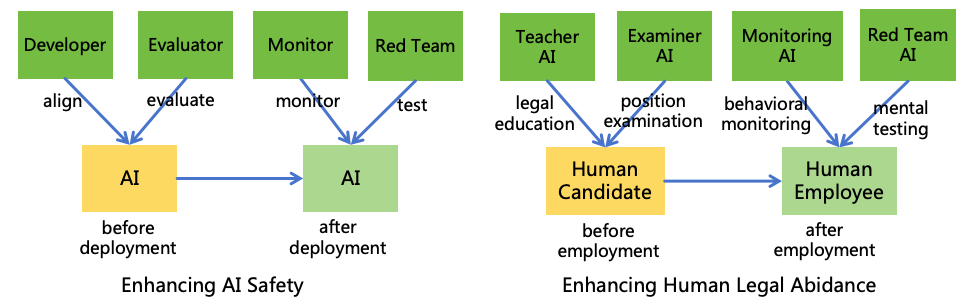 Developer
Evaluator
Monitor
Red Team
align
evaluate
monitor
test
AI
AI
before
deployment
after
deployment
Enhancing AI Safety
Teacher
AI
Examiner
AI
Monitoring
AI
Red Team
AI
legal
education
position
examination
behavioral
monitoring
mental
testing
Human
Candidate
Human
Employee
before
employment
after
employment
Enhancing Human Legal Abidance